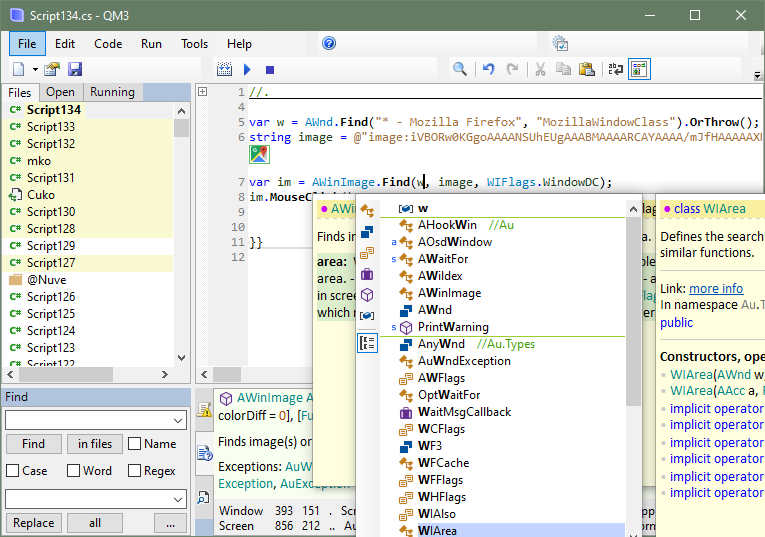 Script134.cs - QM3
File Edit Code Run Tools Help
Files Open Running
Script134
Script133
Script132
mko
Script131
Cuko
Script130
Script128
Script129
Script127
@Nuve
Script126
Script125
Script124
Script123
Script122
1 //.
4
5 var w = AWnd.Find("* - Mozilla Firefox", "MozillaWindowClass").OrThrow();
6 string image = @"image:iVBORw0KGgoAAAANSUhEUgAAABMAAAARCAYAAAA/mJfHAAAAAX
7 var im = AWinImage.Find(w, image, WIFlags.WindowDC);
8 im.MouseCl
9
10
11 }}
12
Finds in
area:
area. -
in scree
which
w
AHookWin //Au
a AOsdWindow
s AWaitFor
AWildex
AWinImage
AWnd
s PrintWarning
AnyWnd //Au.Types
AuWndException
AWFlags
OptWaitFor
WaitMsgCallback
WCFlags
WF3
WFCache
WFFlags
WHFlags
WIAlso
WIArea
class WIArea
Defines the search
similar functions.
Link: more info
In namespace Au.T
public
Constructors, ope
WIArea(AWnd w,
WIArea(AAcc a,
implicit operator
implicit operator
implicit operator
implicit operator
implicit operator
implicit operator
Find
Find in files Name
Case Word Regex
Replace all ...
AWinImage A
colorDiff = 0], [Fu
Finds image(s) or
Exceptions: AuW
Exception, AuException
Window 393 151 . Sc
Screen 856 212 .. Au